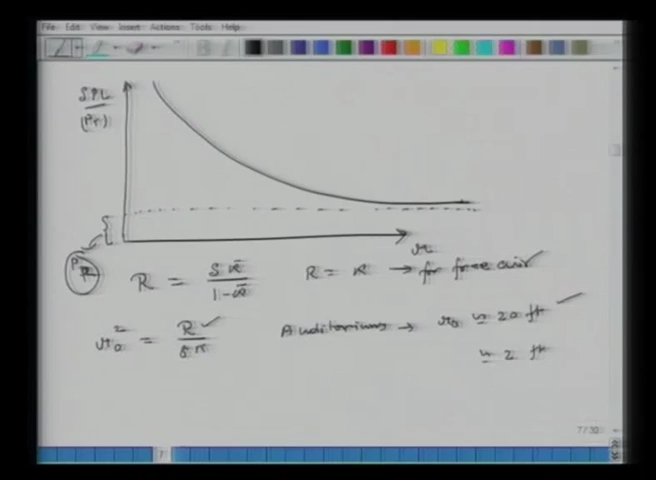 File Edit View Insert Actions Tools Help
S.P.L
(Pr)
r
PR
R = Sᾱ / 1-ᾱ
R = α → for free air
r₀² = R / 8π
Auditoriums → r₀ ≃ 20 ft
≃ 2 ft
7/30
7